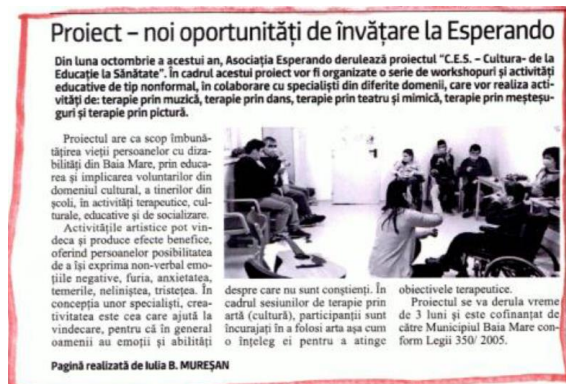 Proiect – noi oportunități de învățare la Esperando
Din luna octombrie a acestui an, Asociația Esperando derulează proiectul "C.E.S. – Cultura- de la
Educație la Sănătate". În cadrul acestui proiect vor fi organizate o serie de workshopuri și activități
educative de tip nonformal, în colaborare cu specialiști din diferite domenii, care vor realiza acti-
vități de: terapie prin muzică, terapie prin dans, terapie prin teatru și mimică, terapie prin meșteșu-
guri și terapie prin pictură.
Proiectul are ca scop îmbună-
tățirea vieții persoanelor cu diza-
bilități din Baia Mare, prin educa-
rea și implicarea voluntarilor din
domeniul cultural, a tinerilor din
școli, în activități terapeutice, cul-
turale, educative și de socializare.
Activitățile artistice pot vin-
deca și produce efecte benefice,
oferind persoanelor posibilitatea
de a își exprima non-verbal emo-
țiile negative, furia, anxietatea,
temerile, neliniștea, tristețea. În
concepția unor specialiști, crea-
tivitatea este cea care ajută la
vindecare, pentru că în general
oamenii au emoții și abilități
despre care nu sunt conștienți. În
cadrul sesiunilor de terapie prin
artă (cultură), participanții sunt
încurajați în a folosi arta așa cum
o înțeleg ei pentru a atinge
obiectivele terapeutice.
Proiectul se va derula vreme
de 3 luni și este cofinanțat de
către Municipiul Baia Mare con-
form Legii 350/ 2005.
Pagină realizată de Iulia B. MUREȘAN